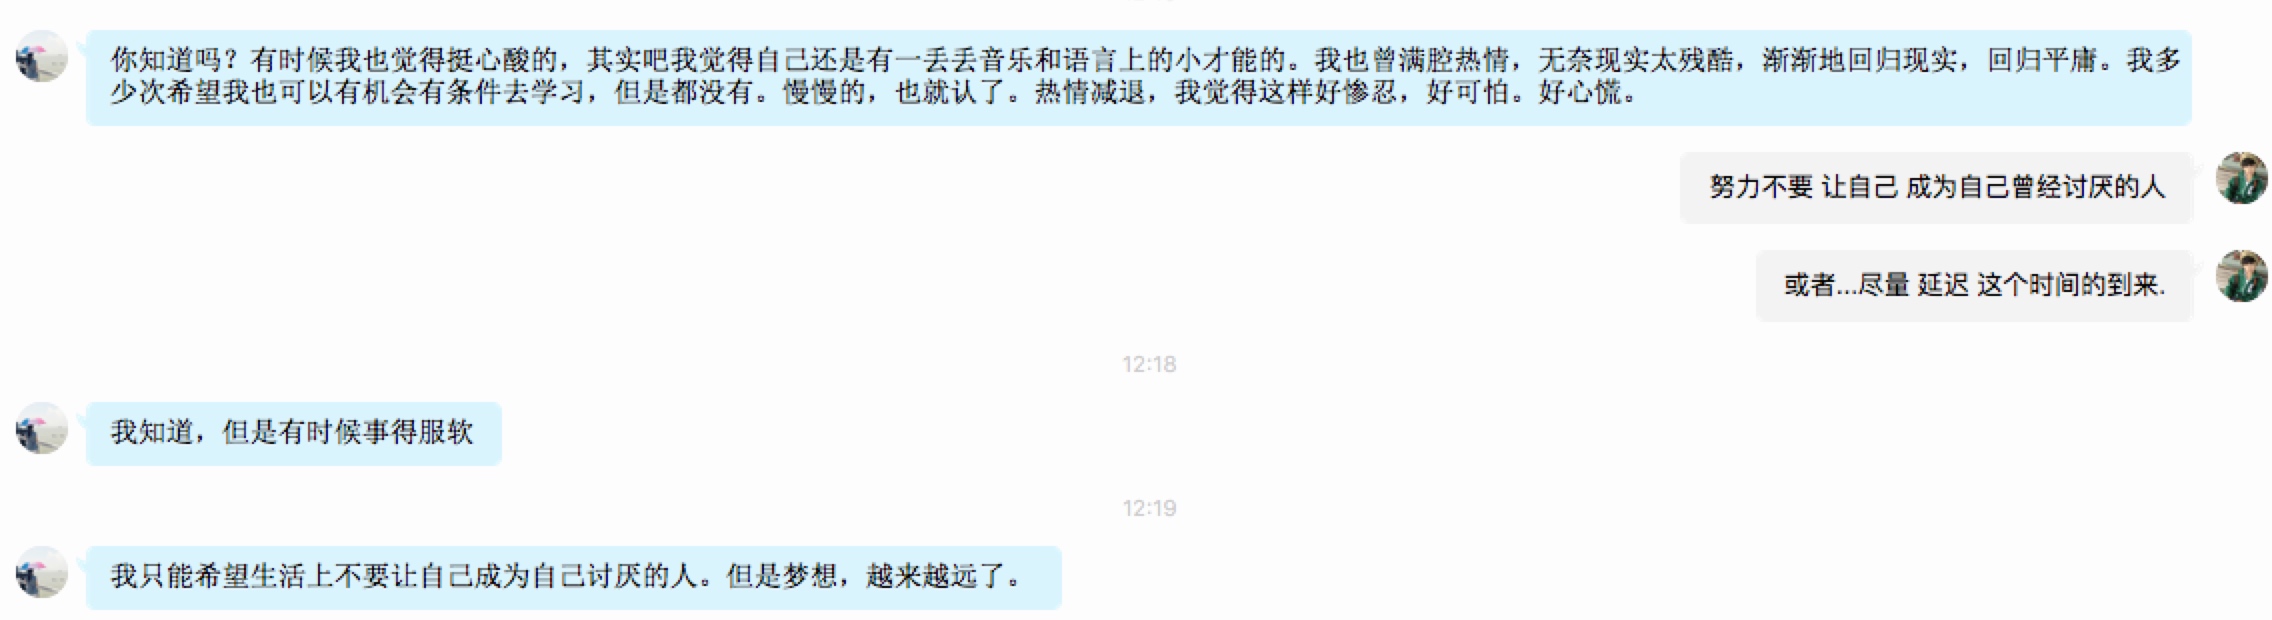 你知道吗？有时候我也觉得挺心酸的，其实吧我觉得自己还是有一丢丢音乐和语言上的小才能的。我也曾满腔热情，无奈现实太残酷，渐渐地回归现实，回归平庸。我多
少次希望我也可以有机会有条件去学习，但是都没有。慢慢的，也就认了。热情减退，我觉得这样好惨忍，好可怕。好心慌。
努力不要 让自己 成为自己曾经讨厌的人
或者...尽量 延迟 这个时间的到来.
12:18
我知道，但是有时候事得服软
12:19
我只能希望生活上不要让自己成为自己讨厌的人。但是梦想，越来越远了。